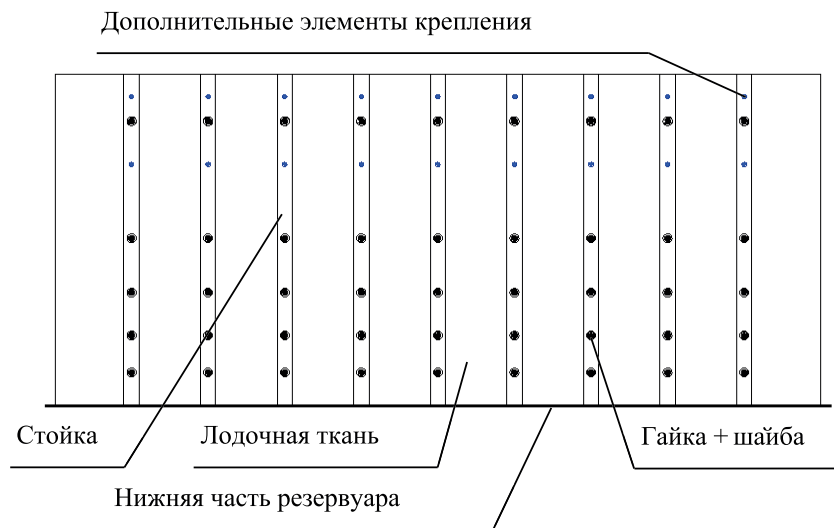 Дополнительные элементы крепления
Стойка
Лодочная ткань
Гайка + шайба
Нижняя часть резервуара